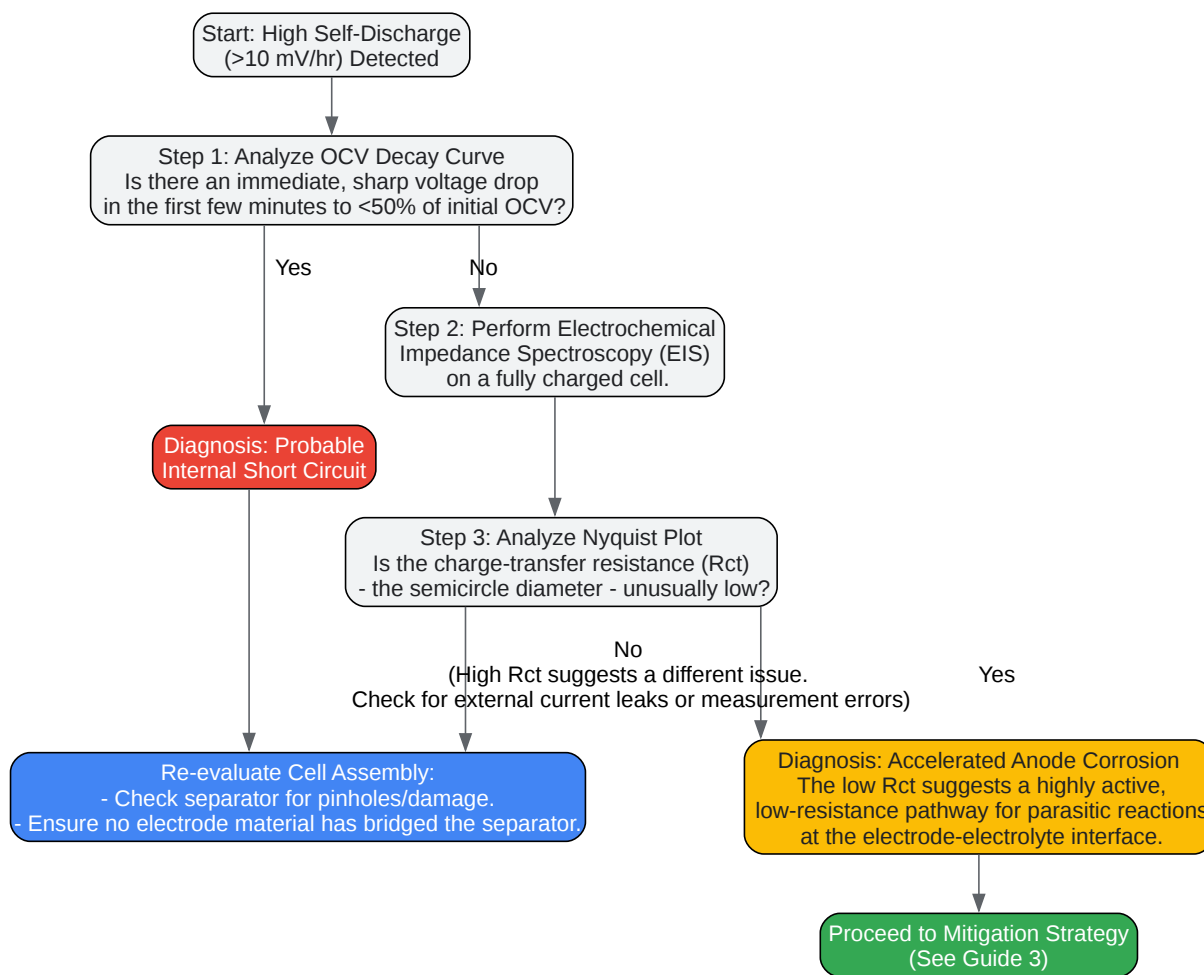 Start: High Self-Discharge
(>10 mV/hr) Detected
Step 1: Analyze OCV Decay Curve
Is there an immediate, sharp voltage drop
in the first few minutes to <50% of initial OCV?
Yes
No
Step 2: Perform Electrochemical
Impedance Spectroscopy (EIS)
on a fully charged cell.
Diagnosis: Probable
Internal Short Circuit
Step 3: Analyze Nyquist Plot
Is the charge-transfer resistance (Rct)
- the semicircle diameter - unusually low?
No
(High Rct suggests a different issue.
Check for external current leaks or measurement errors)
Yes
Re-evaluate Cell Assembly:
- Check separator for pinholes/damage.
- Ensure no electrode material has bridged the separator.
Diagnosis: Accelerated Anode Corrosion
The low Rct suggests a highly active,
low-resistance pathway for parasitic reactions
at the electrode-electrolyte interface.
Proceed to Mitigation Strategy
(See Guide 3)